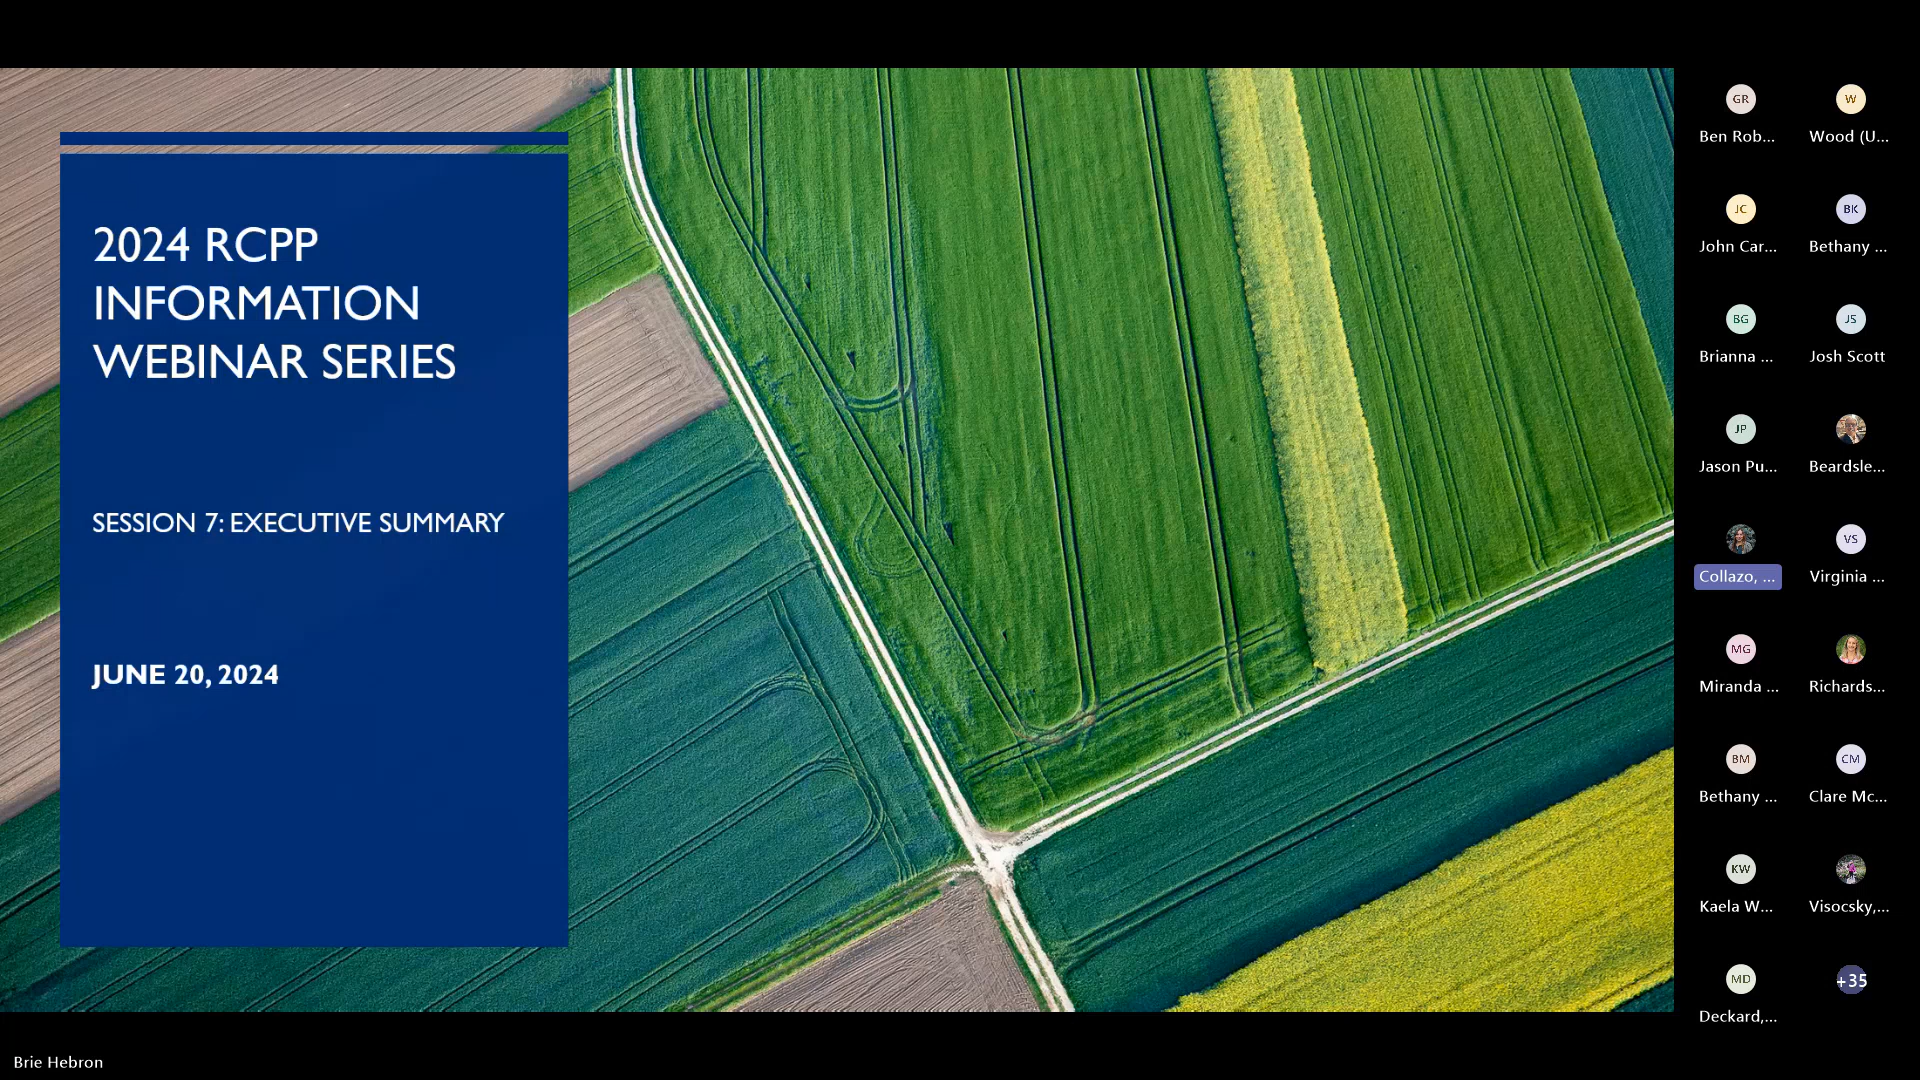 2024 RCPP
INFORMATION
WEBINAR SERIES
SESSION 7: EXECUTIVE SUMMARY
JUNE 20, 2024
GR
W
Ben Rob...
Wood (U...
JC
BK
John Car...
Bethany ...
BG
JS
Brianna ...
Josh Scott
JP
Jason Pu...
Beardsle...
VS
Collazo, ...
Virginia ...
MG
Miranda ...
Richards...
BM
CM
Bethany ...
Clare Mc...
KW
Kaela W...
Visocsky,...
MD
+35
Deckard,...
Brie Hebron